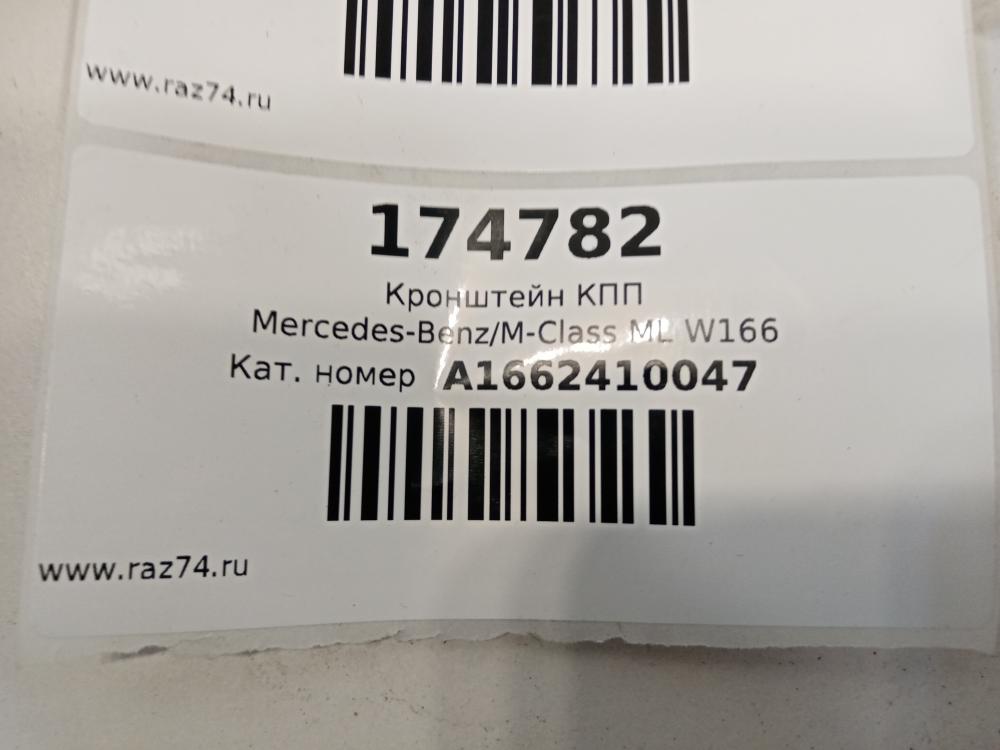 www.raz74.ru
174782
Кронштейн КПП
Mercedes-Benz/M-Class ML W166
Кат. номер A1662410047
www.raz74.ru